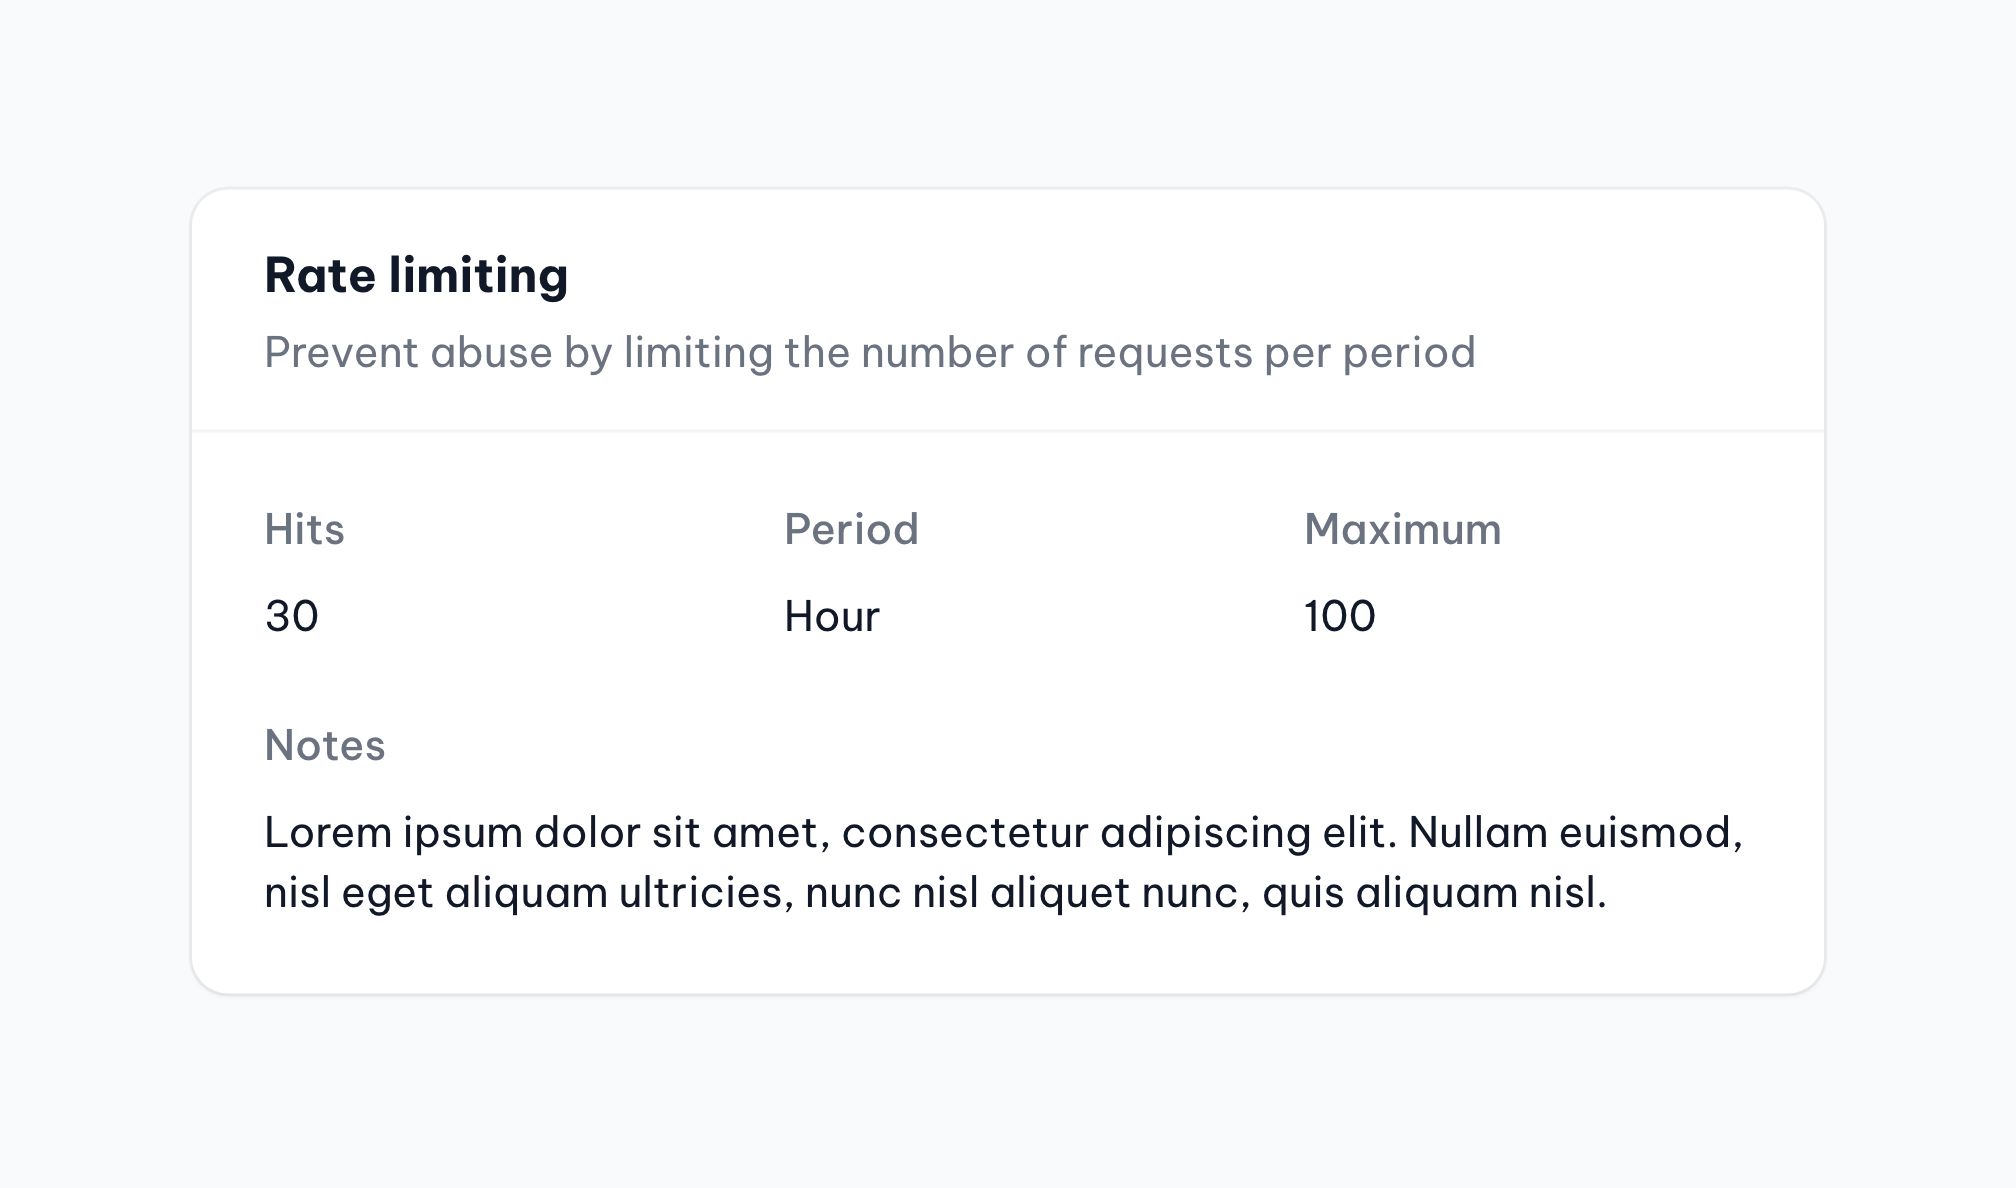 Rate limiting
Prevent abuse by limiting the number of requests per period
Hits Period Maximum
30 Hour 100
Notes
Lorem ipsum dolor sit amet, consectetur adipiscing elit. Nullam euismod,
nisl eget aliquam ultricies, nunc nisl aliquet nunc, quis aliquam nisl.